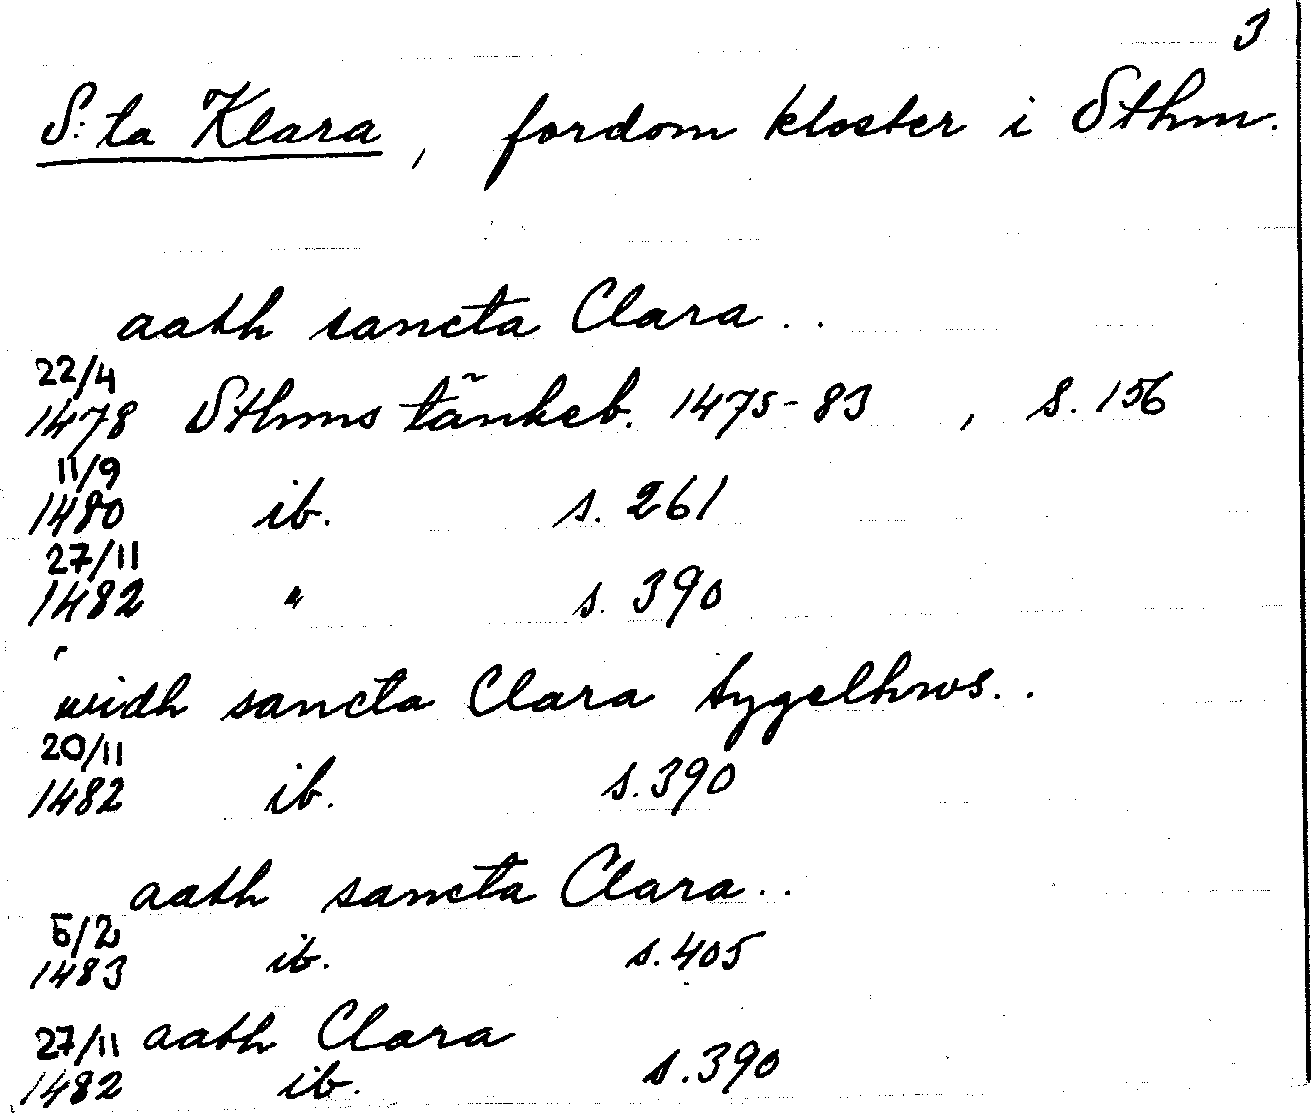 3
S:ta Klara, fordom kloster i Sthm.
aath sancta Clara..
22/4
1478 Sthms tänkeb. 1475-83, s. 156
11/9
1480 ib. s. 261
27/11
1482 " s. 390
widh sancta Clara tygelhws..
20/11
1482 ib. s. 390
aath sancta Clara..
5/2
1483 ib. s. 405
27/11 aath Clara
1482 ib. s. 390